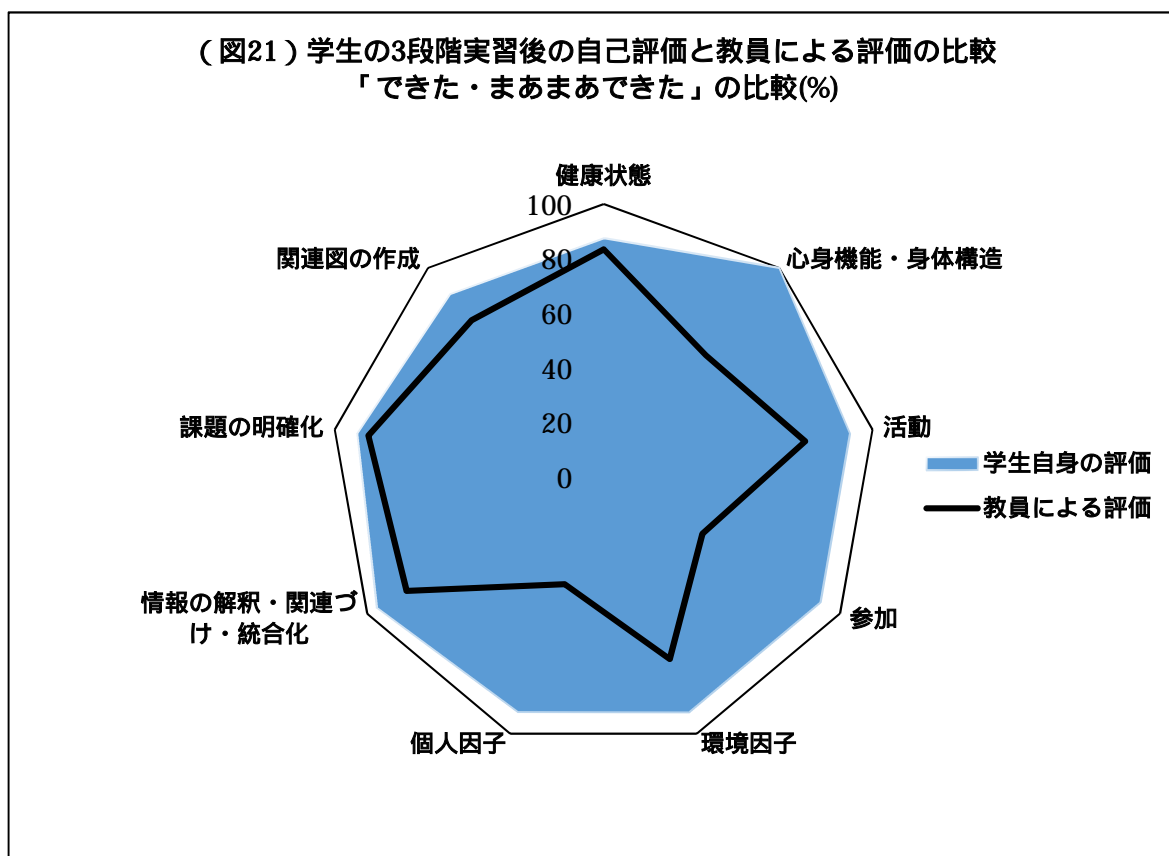 （図21）学生の3段階実習後の自己評価と教員による評価の比較
「できた・まあまあできた」の比較(%)
健康状態
心身機能・身体構造
活動
参加
環境因子
個人因子
情報の解釈・関連づ
け・統合化
課題の明確化
関連図の作成
100
80
60
40
20
0
学生自身の評価
教員による評価